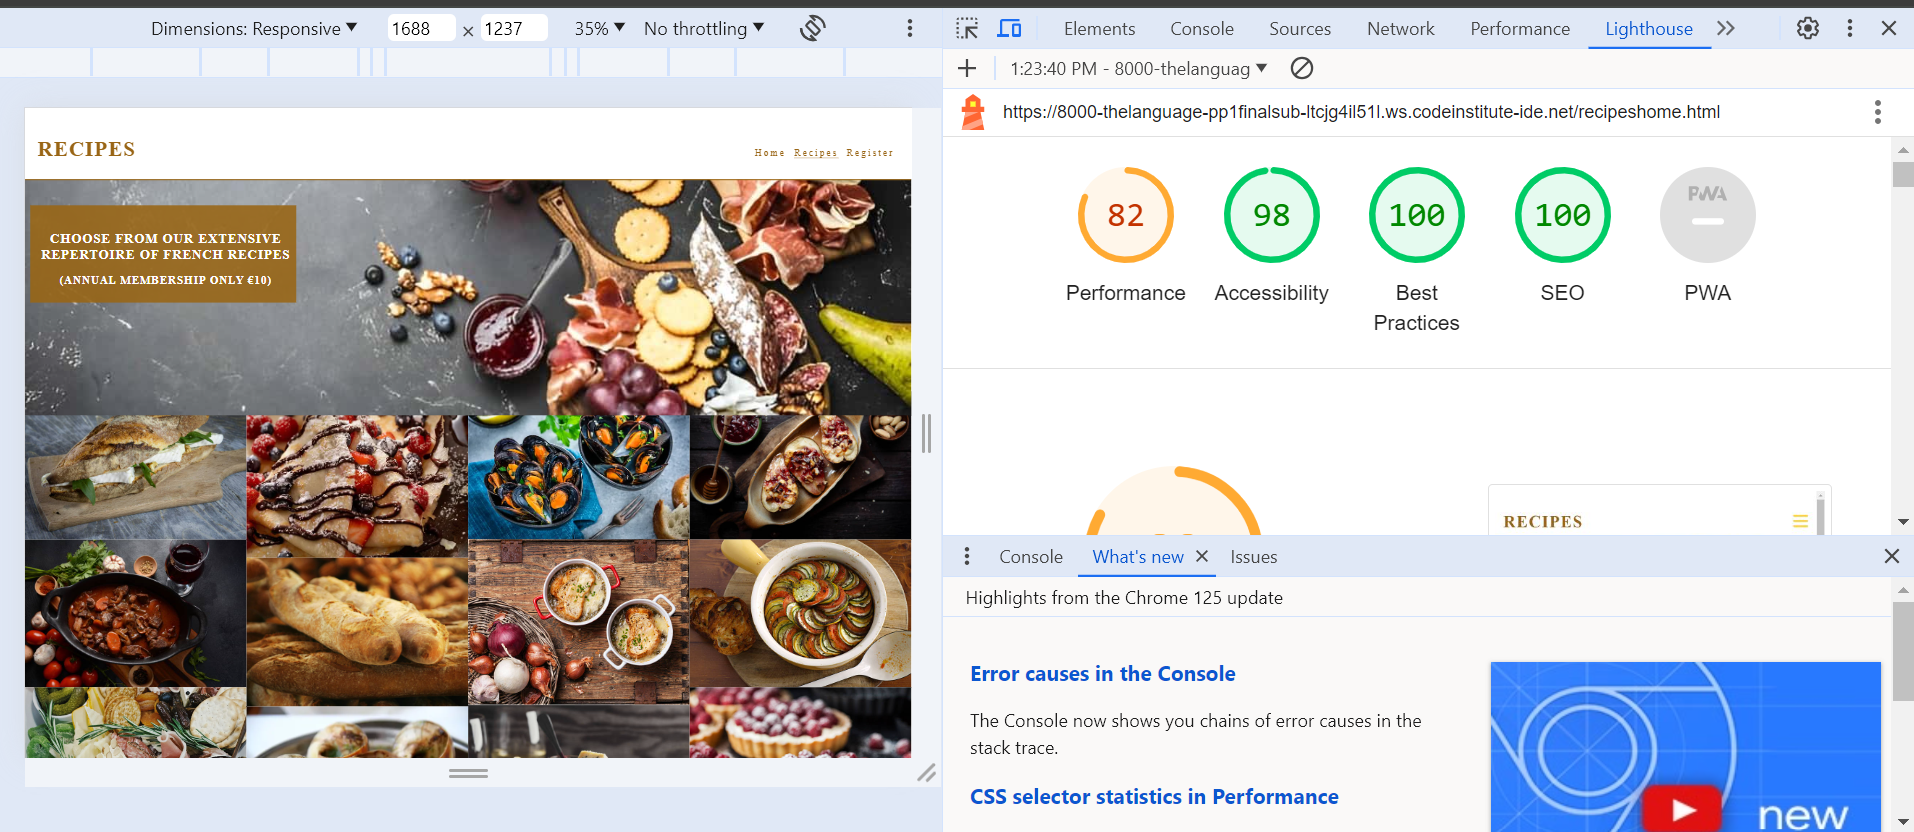 Dimensions: Responsive 1688 × 1237 35% No throttling
Elements Console Sources Network Performance Lighthouse
1:23:40 PM - 8000-thelanguag
https://8000-thelanguage-pp1finalsub-ltcjg4il51l.ws.codeinstitute-ide.net/recipeshome.html
RECIPES
Home Recipes Register
CHOOSE FROM OUR EXTENSIVE
REPERTOIRE OF FRENCH RECIPES
(ANNUAL MEMBERSHIP ONLY €10)
82 98 100 100 PWA
Performance Accessibility Best
Practices SEO PWA
RECIPES
Console What's new Issues
Highlights from the Chrome 125 update
Error causes in the Console
The Console now shows you chains of error causes in the
stack trace.
CSS selector statistics in Performance
new